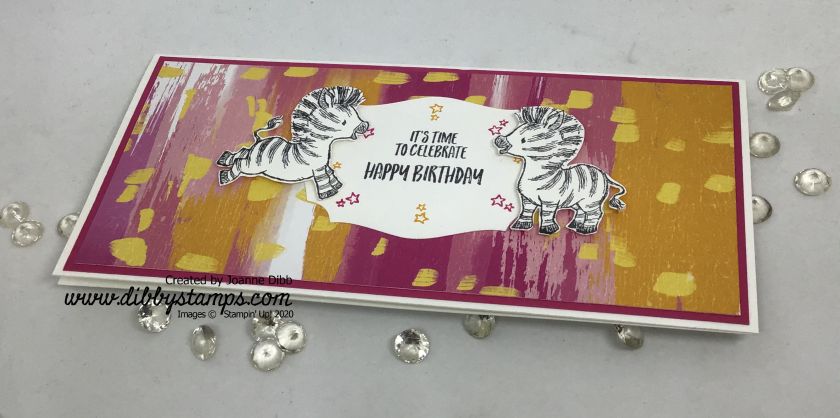 IT'S TIME
TO CELEBRATE
HAPPY BIRTHDAY
Created by Joanne Dibb
www.dibbystamps.com
Images © Stampin' Up! 2020